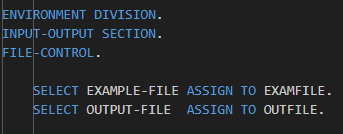 ENVIRONMENT DIVISION.
INPUT-OUTPUT SECTION.
FILE-CONTROL.
SELECT EXAMPLE-FILE ASSIGN TO EXAMFILE.
SELECT OUTPUT-FILE  ASSIGN TO OUTFILE.